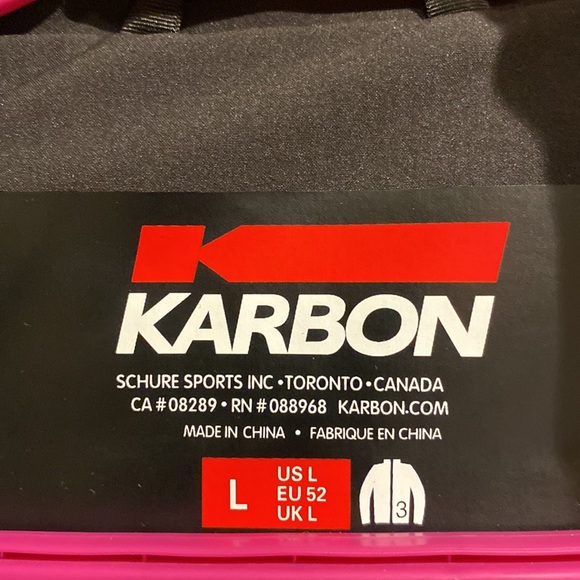 KARBON
SCHURE SPORTS INC • TORONTO • CANADA
CA # 08289 • RN # 088968 KARBON.COM
MADE IN CHINA • FABRIQUE EN CHINA
L
US L
EU 52
UK L
3